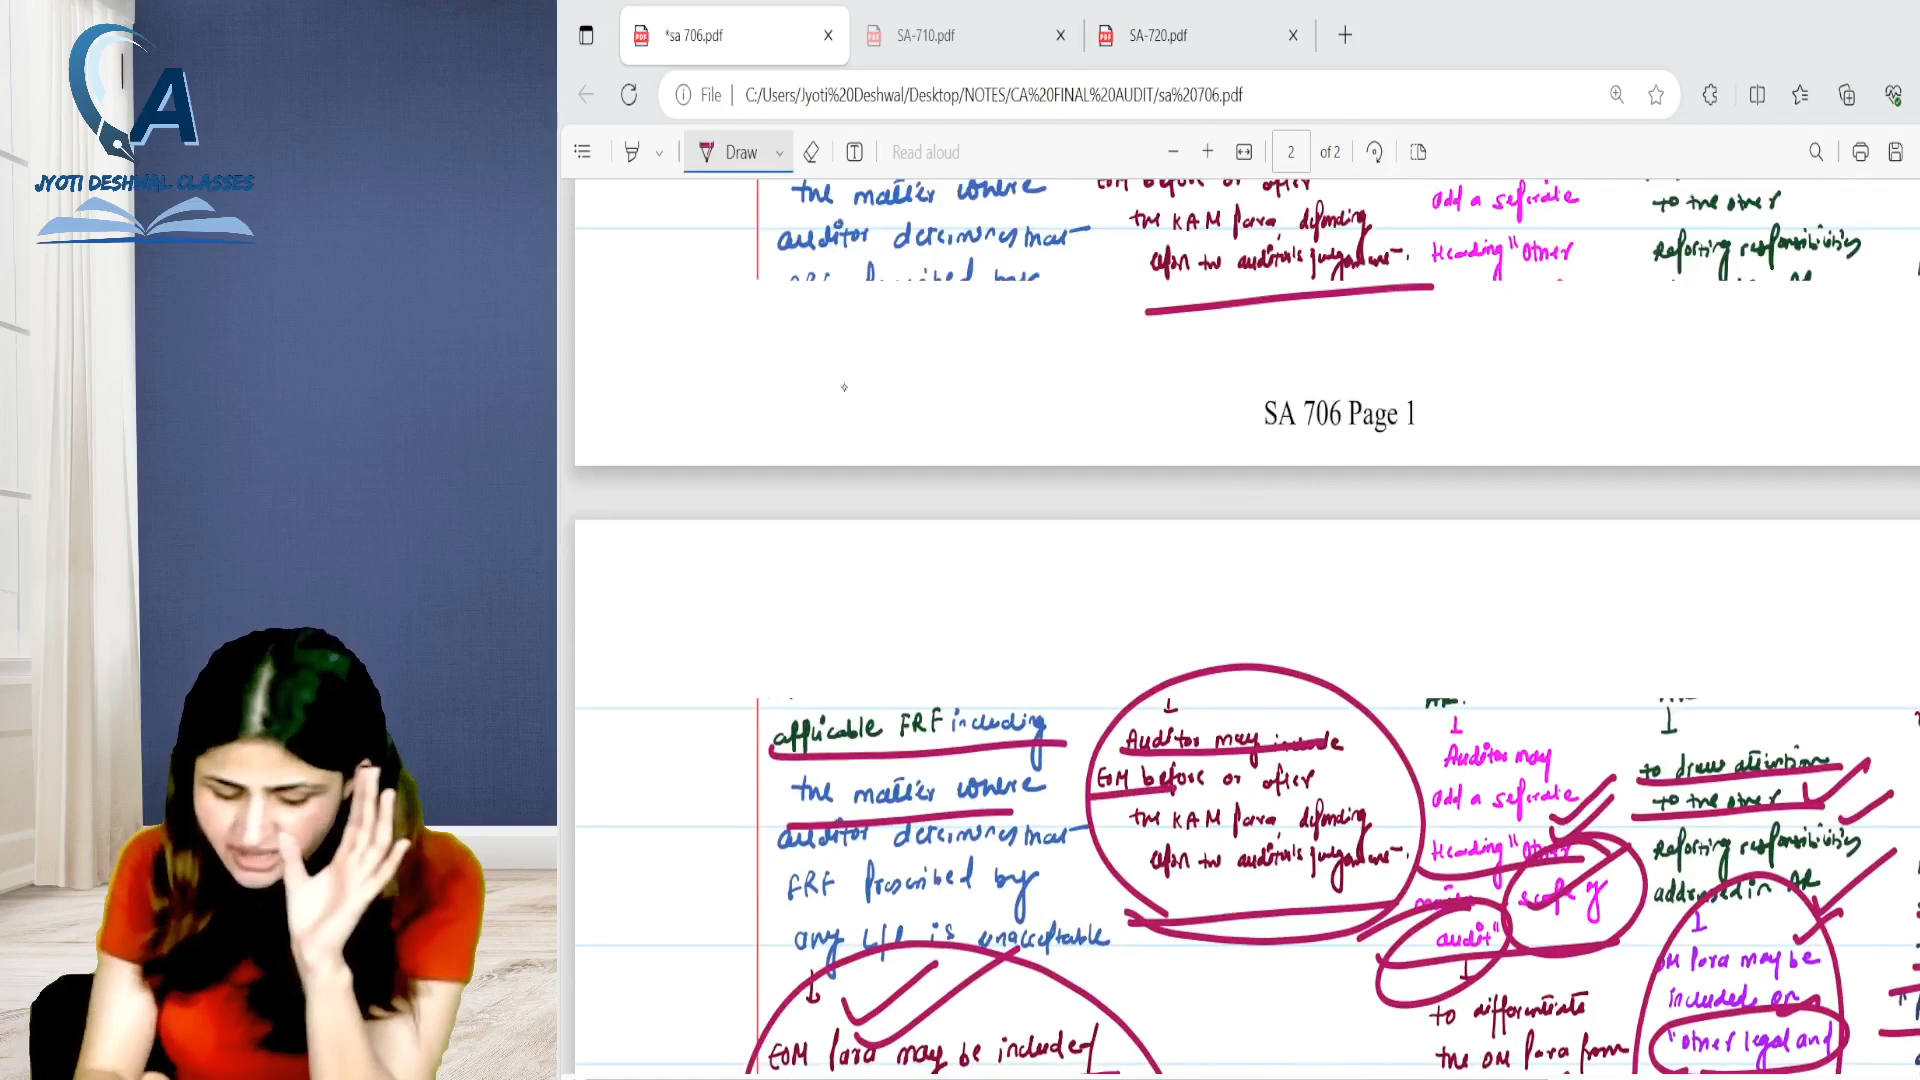 CA
JYOTI DESHWAL CLASSES
*sa 706.pdf
SA-710.pdf
SA-720.pdf
File
C:/Users/Jyoti%20Deshwal/Desktop/NOTES/CA%20FINAL%20AUDIT/sa%20706.pdf
Draw
Read aloud
2
of 2
the matter where
auditor determines that
EOM before or after
the KAM para depending
upon the auditor's judgement.
add a seperate
Heading "other
to the other
Reporting responsibilities
SA 706 Page 1
applicable FRF including
the matter where
auditor determines that
FRF prescribed by
any L/R is unacceptable
↓
EOM para may be included
↓
Auditor may include
EOM before or after
the KAM para depending
upon the auditor's judgement.
↓
Auditor may
add a seperate
Heading "other
scope of
audit"
↓
to differentiate
the OM para from
↓
to draw attention
to the other
Reporting responsibilities
addressed in AR
↓
OM para may be
included on
"other legal and